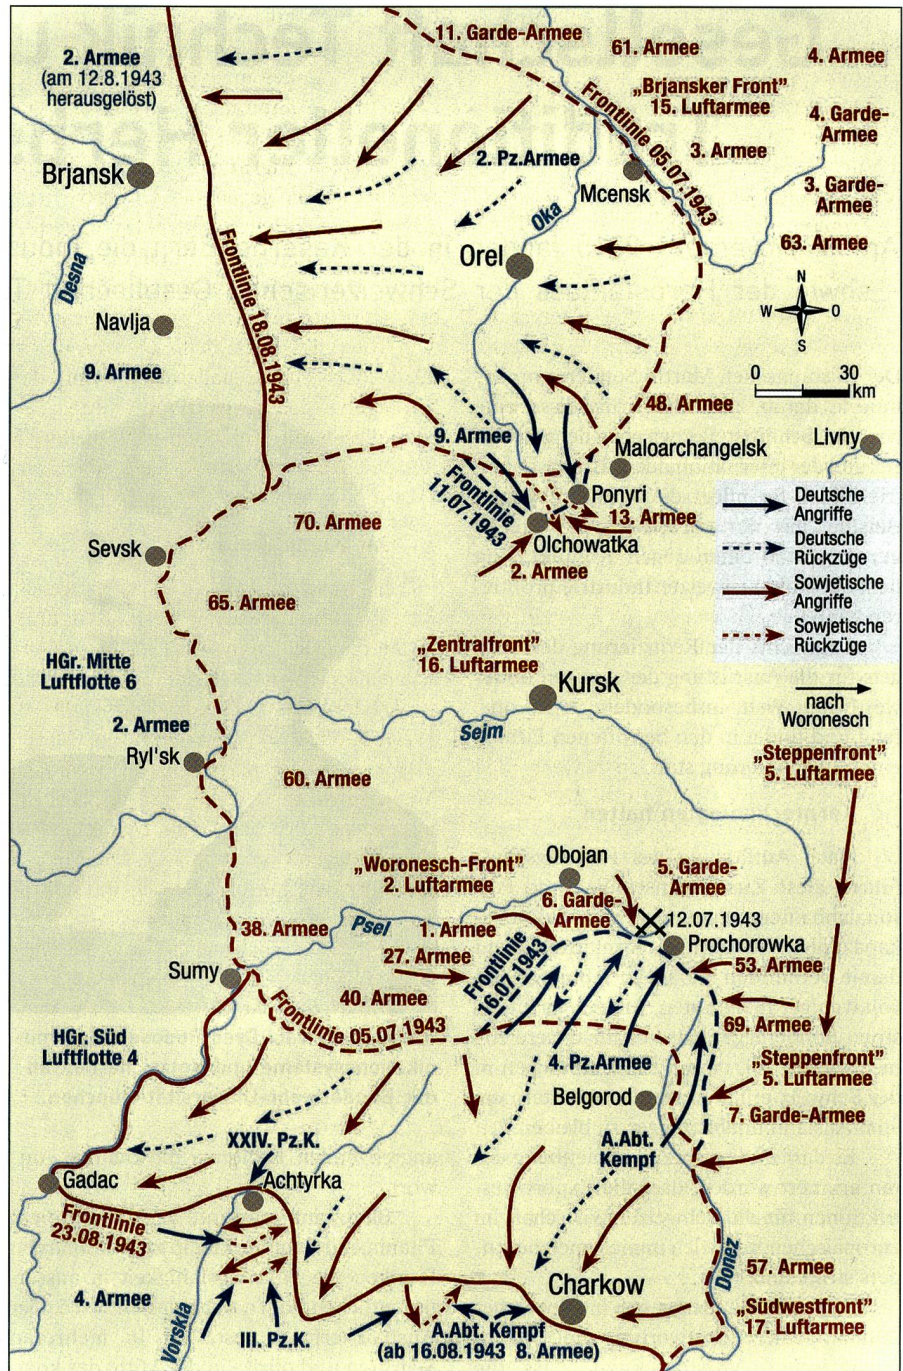 11. Garde-Armee
61. Armee
4. Armee
2. Armee
(am 12.8.1943
herausgelöst)
„Brjansker Front"
15. Luftarmee
4. Garde-
Armee
Frontlinie 05.07.1943
3. Armee
2. Pz.Armee
Brjansk
Mcensk
3. Garde-
Armee
Oka
63. Armee
Orel
Desna
Frontlinie 18.08.1943
N
W
O
S
Navlja
9. Armee
0
30
km
48. Armee
9. Armee
Maloarchangelsk
Livny
Frontlinie
11.07.1943
Ponyri
13. Armee
Deutsche
Angriffe
70. Armee
Olchowatka
Deutsche
Rückzüge
Sevsk
2. Armee
Sowjetische
Angriffe
65. Armee
Sowjetische
Rückzüge
„Zentralfront"
16. Luftarmee
HGr. Mitte
Luftflotte 6
Kursk
nach
Woronesch
2. Armee
Sejm
Ryl'sk
„Steppenfront"
5. Luftarmee
60. Armee
Obojan
„Woronesch-Front"
2. Luftarmee
5. Garde-
Armee
6. Garde-
Armee
12.07.1943
38. Armee
Psel
1. Armee
Prochorowka
27. Armee
Frontlinie
16.07.1943
53. Armee
Sumy
40. Armee
Frontlinie 05.07.1943
69. Armee
HGr. Süd
Luftflotte 4
4. Pz.Armee
„Steppenfront"
5. Luftarmee
Belgorod
7. Garde-Armee
XXIV. Pz.K.
A.Abt.
Kempf
Gadac
Achtyrka
Frontlinie
23.08.1943
Donez
57. Armee
Charkow
4. Armee
„Südwestfront"
17. Luftarmee
Vorskla
III. Pz.K.
A.Abt. Kempf
(ab 16.08.1943 8. Armee)